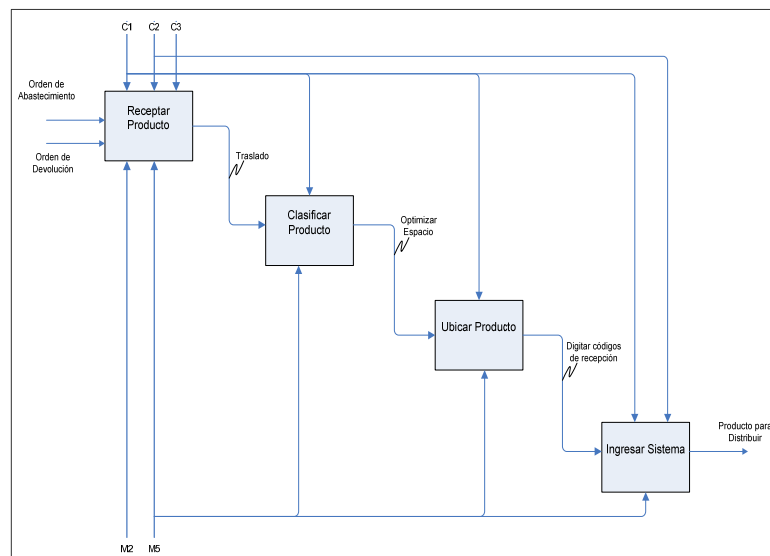 C1 C2 C3
Orden de
Abastecimiento
Receptar
Producto
Orden de
Devolución
Traslado
Clasificar
Producto
Optimizar
Espacio
Ubicar Producto
Digitar códigos
de recepción
Producto para
Distribuir
Ingresar Sistema
M2 M5